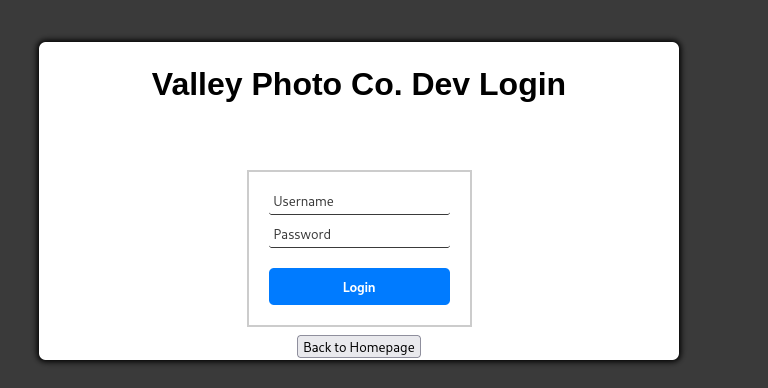 Valley Photo Co. Dev Login
Username
Password
Login
Back to Homepage